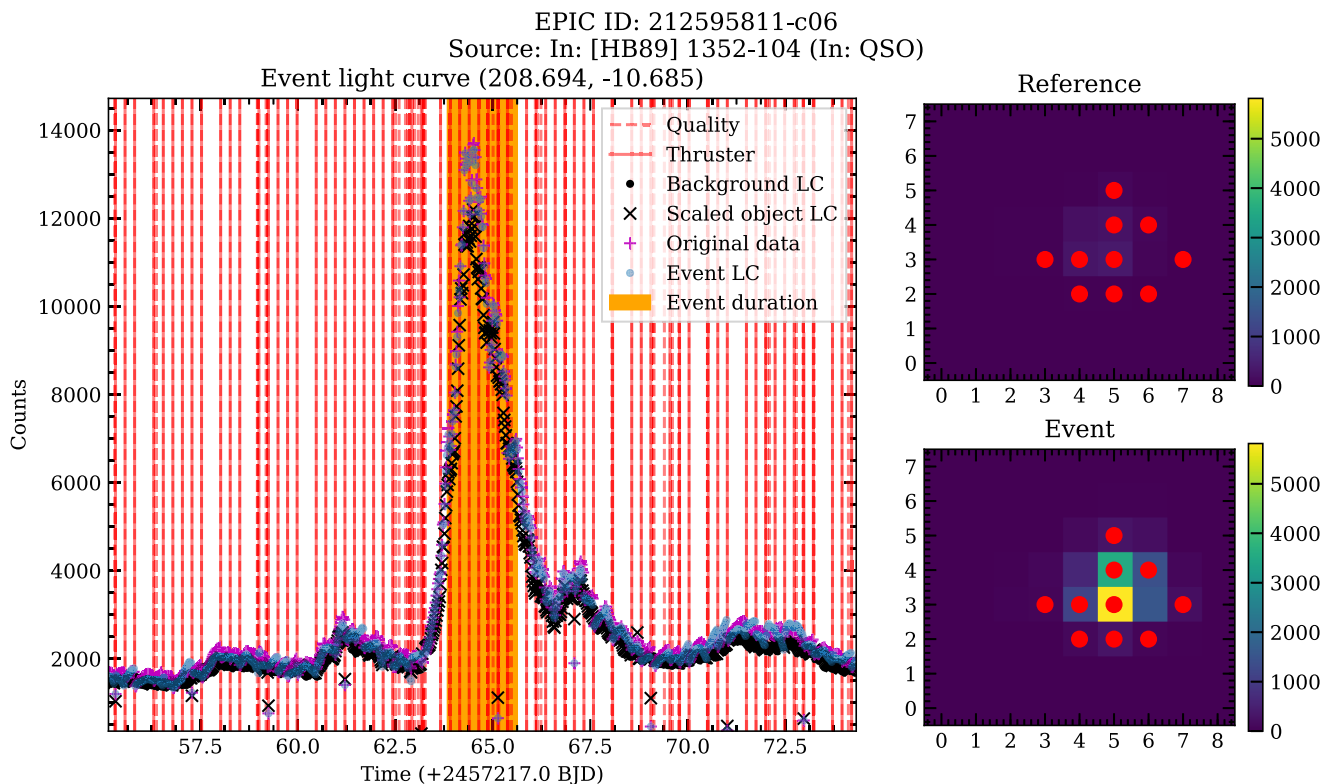 EPIC ID: 212595811-c06
Source: In: [HB89] 1352-104 (In: QSO)
Event light curve (208.694, -10.685)
Counts
14000
12000
10000
8000
6000
4000
2000
57.5 60.0 62.5 65.0 67.5 70.0 72.5
Time (+2457217.0 BJD)
Quality
Thruster
Background LC
Scaled object LC
Original data
Event LC
Event duration
Reference
7
6
5
4
3
2
1
0
0 1 2 3 4 5 6 7 8
5000
4000
3000
2000
1000
0
Event
7
6
5
4
3
2
1
0
0 1 2 3 4 5 6 7 8
5000
4000
3000
2000
1000
0